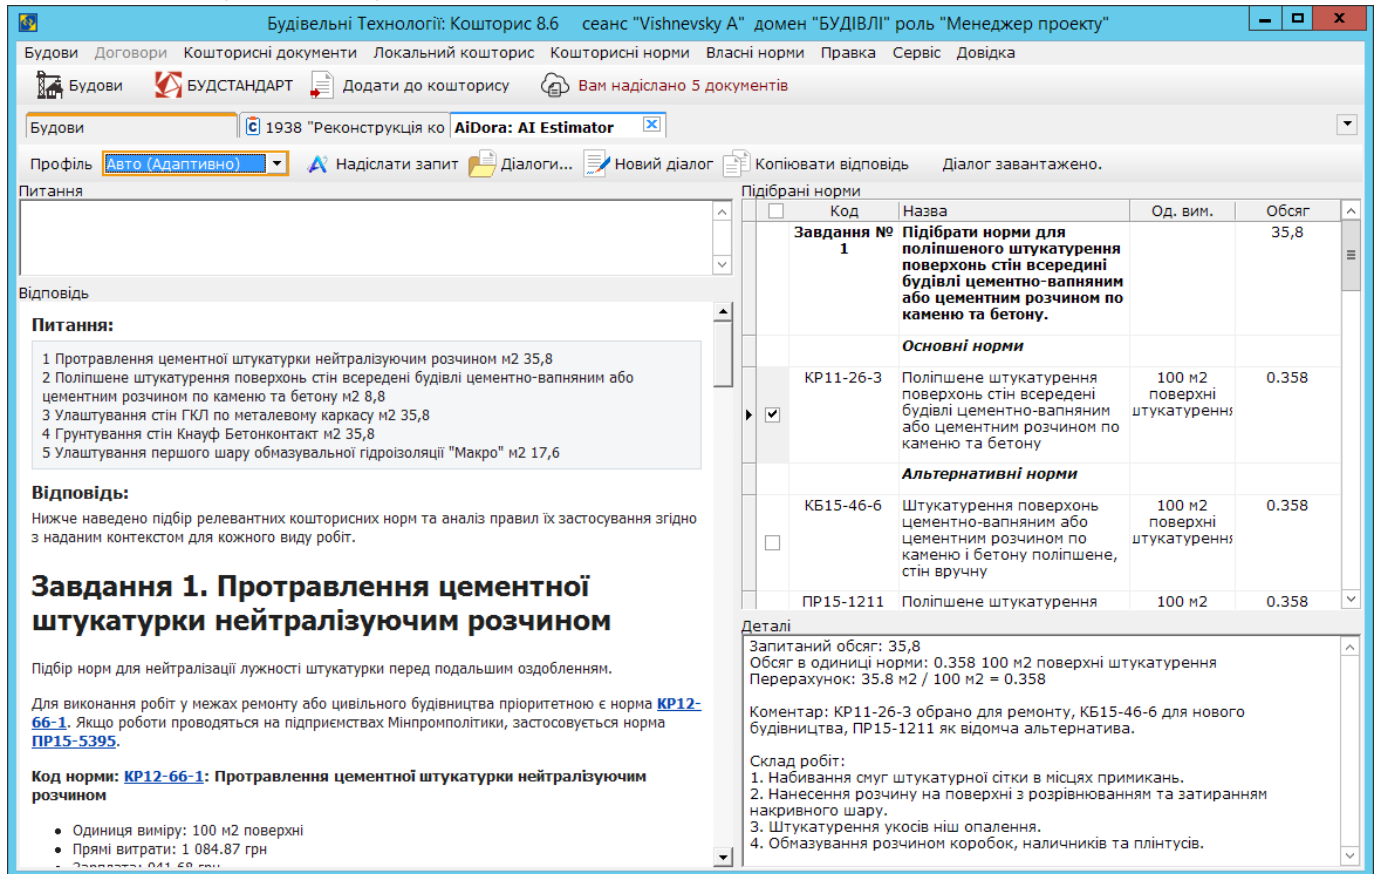 Будівельні Технології: Кошторис 8.6 сеанс "Vishnevsky A" домен "БУДІВЛІ" роль "Менеджер проекту"
Будови Договори Кошторисні документи Локальний кошторис Кошторисні норми Власні норми Правка Сервіс Довідка
Будови БУДСТАНДАРТ Додати до кошторису Вам надіслано 5 документів
Будови 1938 "Реконструкція ко AiDora: AI Estimator
Профіль Авто (Адаптивно) Надіслати запит Діалоги... Новий діалог Копіювати відповідь Діалог завантажено.
Питання
Відповідь
Питання:
1 Протравлення цементної штукатурки нейтралізуючим розчином м2 35,8
2 Поліпшене штукатурення поверхонь стін всередені будівлі цементно-вапняним або
цементним розчином по каменю та бетону м2 8,8
3 Улаштування стін ГКЛ по металевому каркасу м2 35,8
4 Грунтування стін Кнауф Бетонконтакт м2 35,8
5 Улаштування першого шару обмазувальної гідроізоляції "Макро" м2 17,6
Відповідь:
Нижче наведено підбір релевантних кошторисних норм та аналіз правил їх застосування згідно
з наданим контекстом для кожного виду робіт.
Завдання 1. Протравлення цементної
штукатурки нейтралізуючим розчином
Підбір норм для нейтралізації лужності штукатурки перед подальшим оздобленням.
Для виконання робіт у межах ремонту або цивільного будівництва пріоритетною є норма КР12-
66-1. Якщо роботи проводяться на підприємствах Мінпромполітики, застосовується норма
ПР15-5395.
Код норми: КР12-66-1: Протравлення цементної штукатурки нейтралізуючим
розчином
• Одиниця виміру: 100 м2 поверхні
• Прямі витрати: 1 084.87 грн
Підібрані норми
Код Назва Од. вим. Обсяг
Завдання № Підібрати норми для 35,8
1 поліпшеного штукатурення
поверхонь стін всередині
будівлі цементно-вапняним
або цементним розчином по
каменю та бетону.
Основні норми
КР11-26-3 Поліпшене штукатурення 100 м2 0.358
поверхонь стін всередені поверхні
будівлі цементно-вапняним штукатурення
або цементним розчином по
каменю та бетону
Альтернативні норми
КБ15-46-6 Штукатурення поверхонь 100 м2 0.358
цементно-вапняним або поверхні
цементним розчином по штукатурення
каменю і бетону поліпшене,
стін вручну
ПР15-1211 Поліпшене штукатурення 100 м2 0.358
Деталі
Запитаний обсяг: 35,8
Обсяг в одиниці норми: 0.358 100 м2 поверхні штукатурення
Перерахунок: 35.8 м2 / 100 м2 = 0.358
Коментар: КР11-26-3 обрано для ремонту, КБ15-46-6 для нового
будівництва, ПР15-1211 як відомча альтернатива.
Склад робіт:
1. Набивання смуг штукатурної сітки в місцях примикань.
2. Нанесення розчину на поверхні з розрівнюванням та затиранням
накривного шару.
3. Штукатурення укосів ніш опалення.
4. Обмазування розчином коробок, наличників та плінтусів.